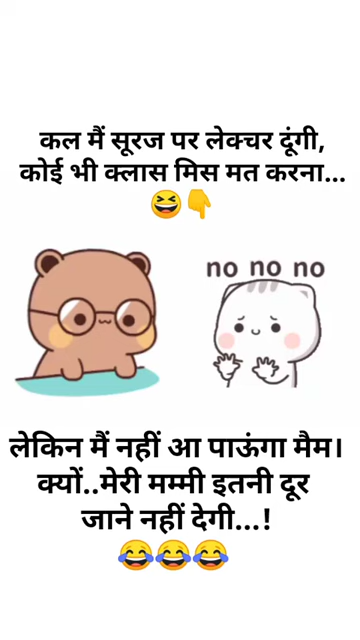 कल मैं सूरज पर लेक्चर दूंगी,
कोई भी क्लास मिस मत करना...
😆👇
no no no
लेकिन मैं नहीं आ पाऊंगा मैम।
क्यों..मेरी मम्मी इतनी दूर
जाने नहीं देगी...!
😂😂😂